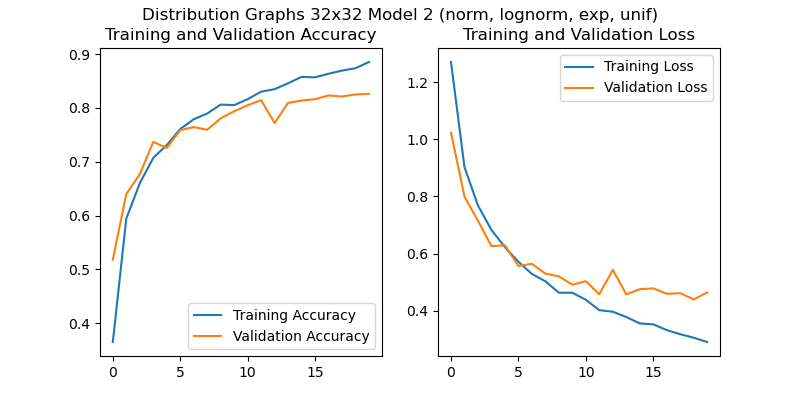 Distribution Graphs 32x32 Model 2 (norm, lognorm, exp, unif)
Training and Validation Accuracy
0.9
0.8
0.7
0.6
0.5
0.4
0 5 10 15
Training Accuracy
Validation Accuracy
Training and Validation Loss
1.2
1.0
0.8
0.6
0.4
0 5 10 15
Training Loss
Validation Loss